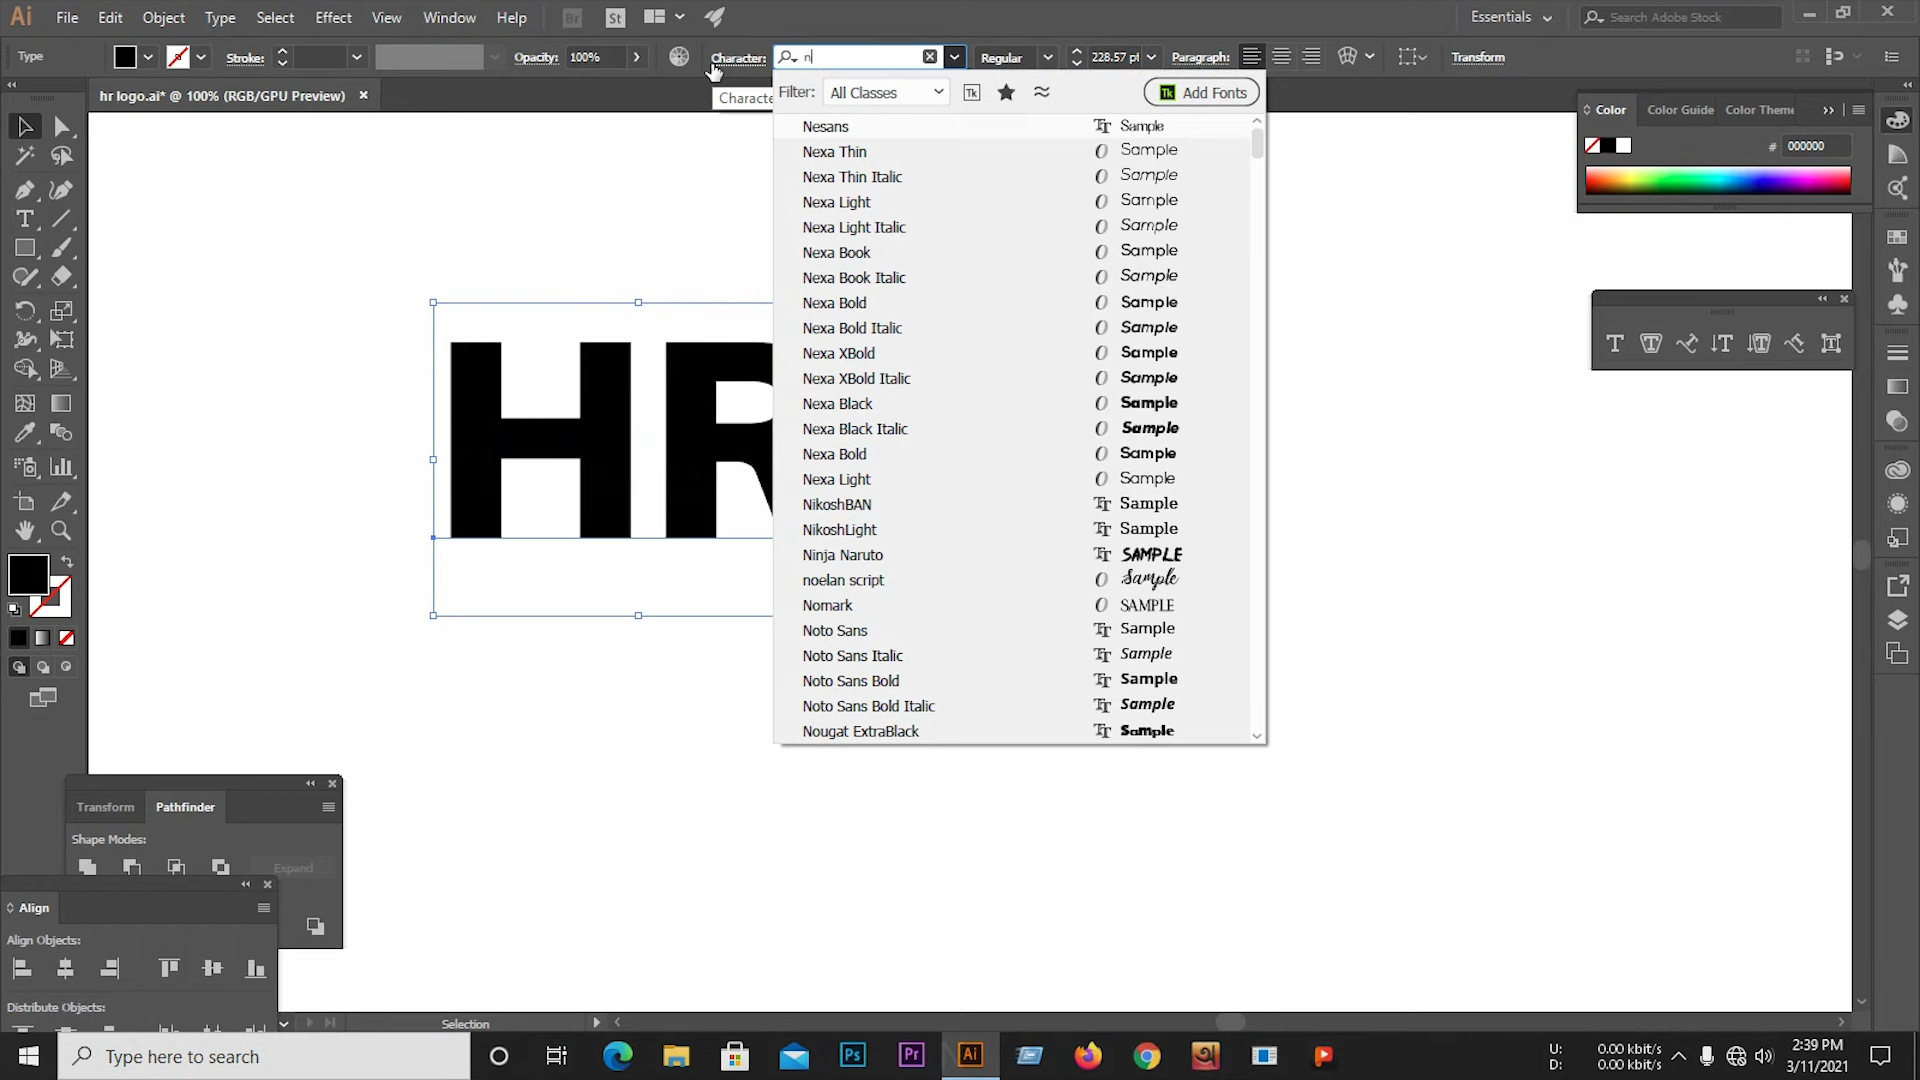 Ai File Edit Object Type Select Effect View Window Help Br St Essentials Search Adobe Stock
Type Stroke: Opacity: 100% Character: n Regular 228.57 pt Paragraph: Transform
hr logo.ai* @ 100% (RGB/GPU Preview)
Characte
Filter: All Classes Tk Tk Add Fonts
Nesans Sample
Nexa Thin Sample
Nexa Thin Italic Sample
Nexa Light Sample
Nexa Light Italic Sample
Nexa Book Sample
Nexa Book Italic Sample
Nexa Bold Sample
Nexa Bold Italic Sample
Nexa XBold Sample
Nexa XBold Italic Sample
Nexa Black Sample
Nexa Black Italic Sample
Nexa Bold Sample
Nexa Light Sample
NikoshBAN Sample
NikoshLight Sample
Ninja Naruto SAMPLE
noelan script Sample
Nomark SAMPLE
Noto Sans Sample
Noto Sans Italic Sample
Noto Sans Bold Sample
Noto Sans Bold Italic Sample
Nougat ExtraBlack Sample
HR
Color Color Guide Color Theme
# 000000
Transform Pathfinder
Shape Modes:
Expand
Align
Align Objects:
Distribute Objects:
Selection
Type here to search
Ps Pr Ai
U: 0.00 kbit/s
D: 0.00 kbit/s
2:39 PM
3/11/2021